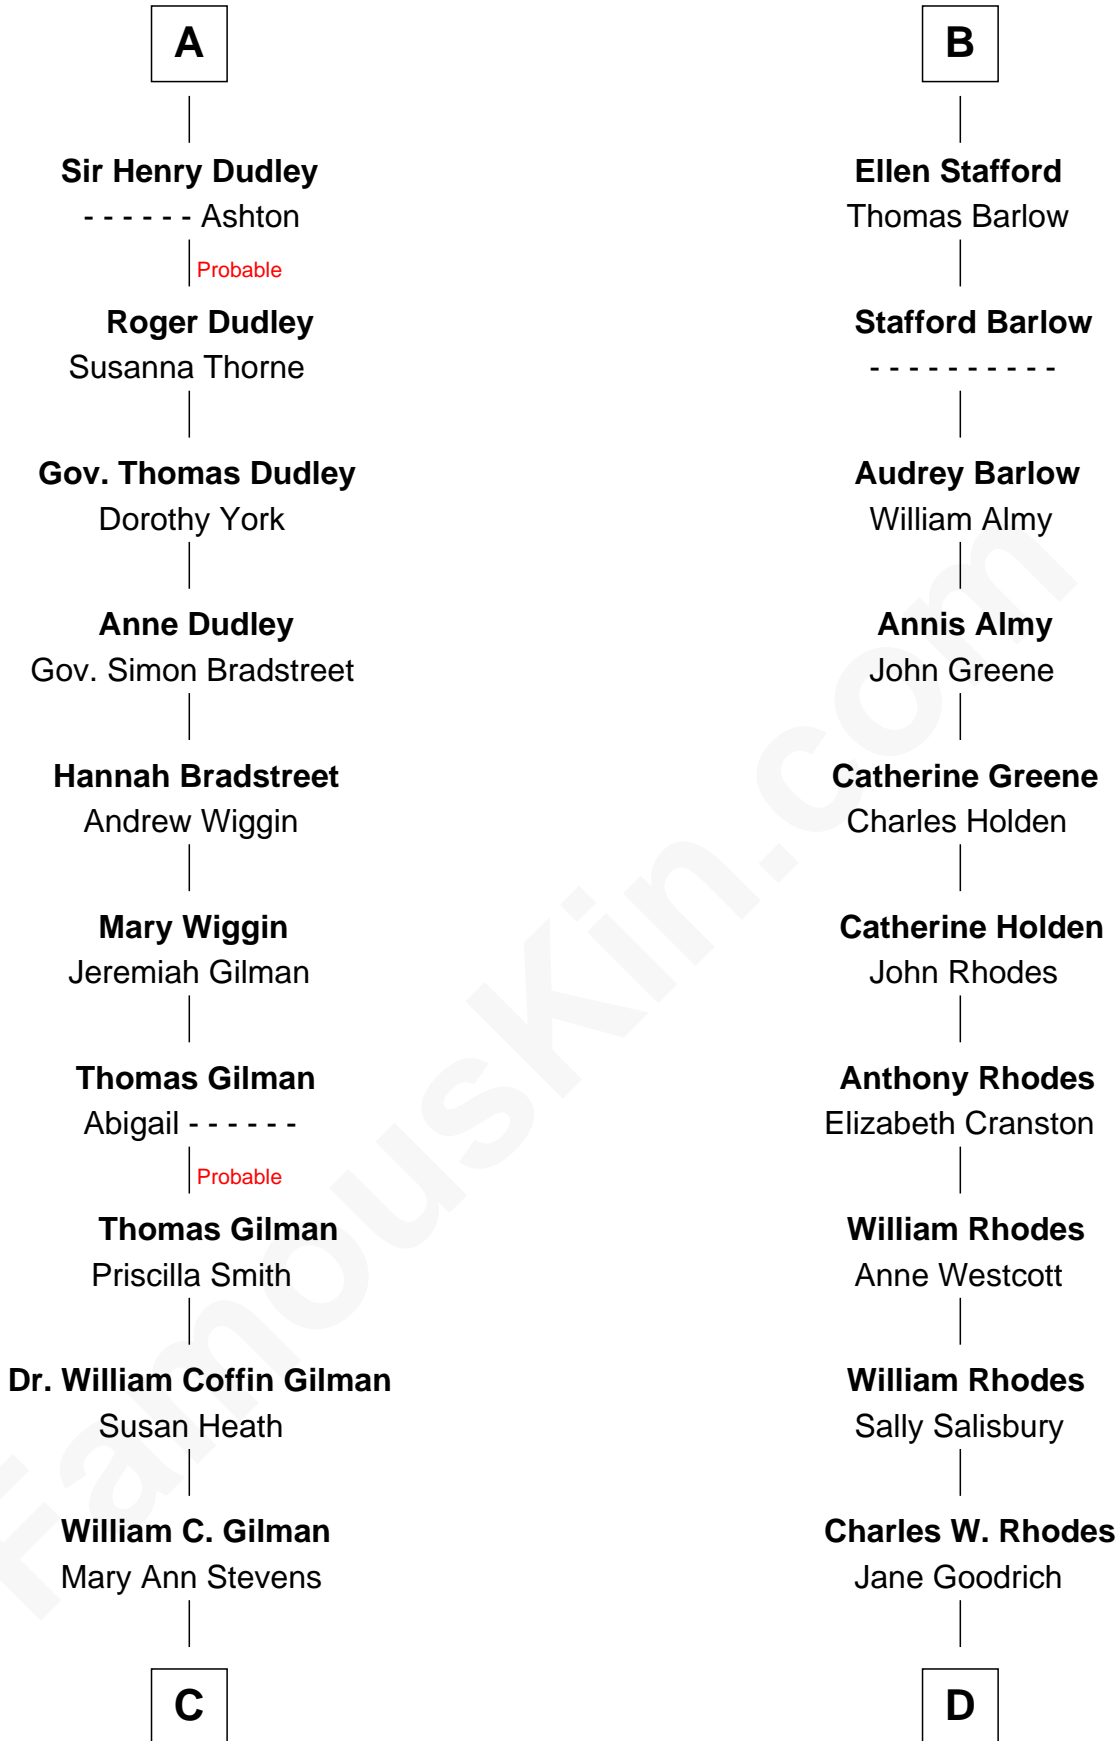 A
Sir Henry Dudley
- - - - - - Ashton
Probable
Roger Dudley
Susanna Thorne
Gov. Thomas Dudley
Dorothy York
Anne Dudley
Gov. Simon Bradstreet
Hannah Bradstreet
Andrew Wiggin
Mary Wiggin
Jeremiah Gilman
Thomas Gilman
Abigail - - - - - -
Probable
Thomas Gilman
Priscilla Smith
Dr. William Coffin Gilman
Susan Heath
William C. Gilman
Mary Ann Stevens
C
B
Ellen Stafford
Thomas Barlow
Stafford Barlow
- - - - - - - - - -
Audrey Barlow
William Almy
Annis Almy
John Greene
Catherine Greene
Charles Holden
Catherine Holden
John Rhodes
Anthony Rhodes
Elizabeth Cranston
William Rhodes
Anne Westcott
William Rhodes
Sally Salisbury
Charles W. Rhodes
Jane Goodrich
D
FamousKin.com